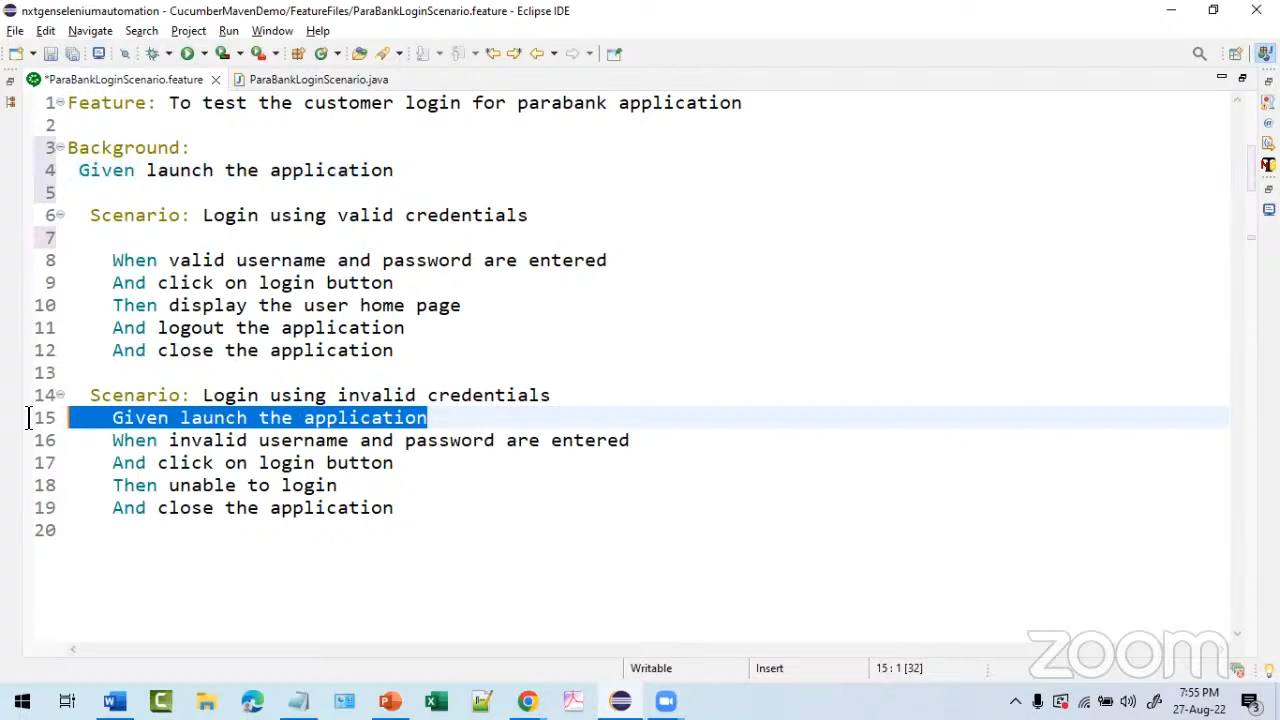 nxtgenseleniumautomation - CucumberMavenDemo/FeatureFiles/ParaBankLoginScenario.feature - Eclipse IDE
File Edit Navigate Search Project Run Window Help
*ParaBankLoginScenario.feature ParaBankLoginScenario.java
1 Feature: To test the customer login for parabank application
2
3 Background:
4 Given launch the application
5
6 Scenario: Login using valid credentials
7
8 When valid username and password are entered
9 And click on login button
10 Then display the user home page
11 And logout the application
12 And close the application
13
14 Scenario: Login using invalid credentials
15 Given launch the application
16 When invalid username and password are entered
17 And click on login button
18 Then unable to login
19 And close the application
20
zoom
Writable Insert 15 : 1 [32]
7:55 PM
27-Aug-22
3